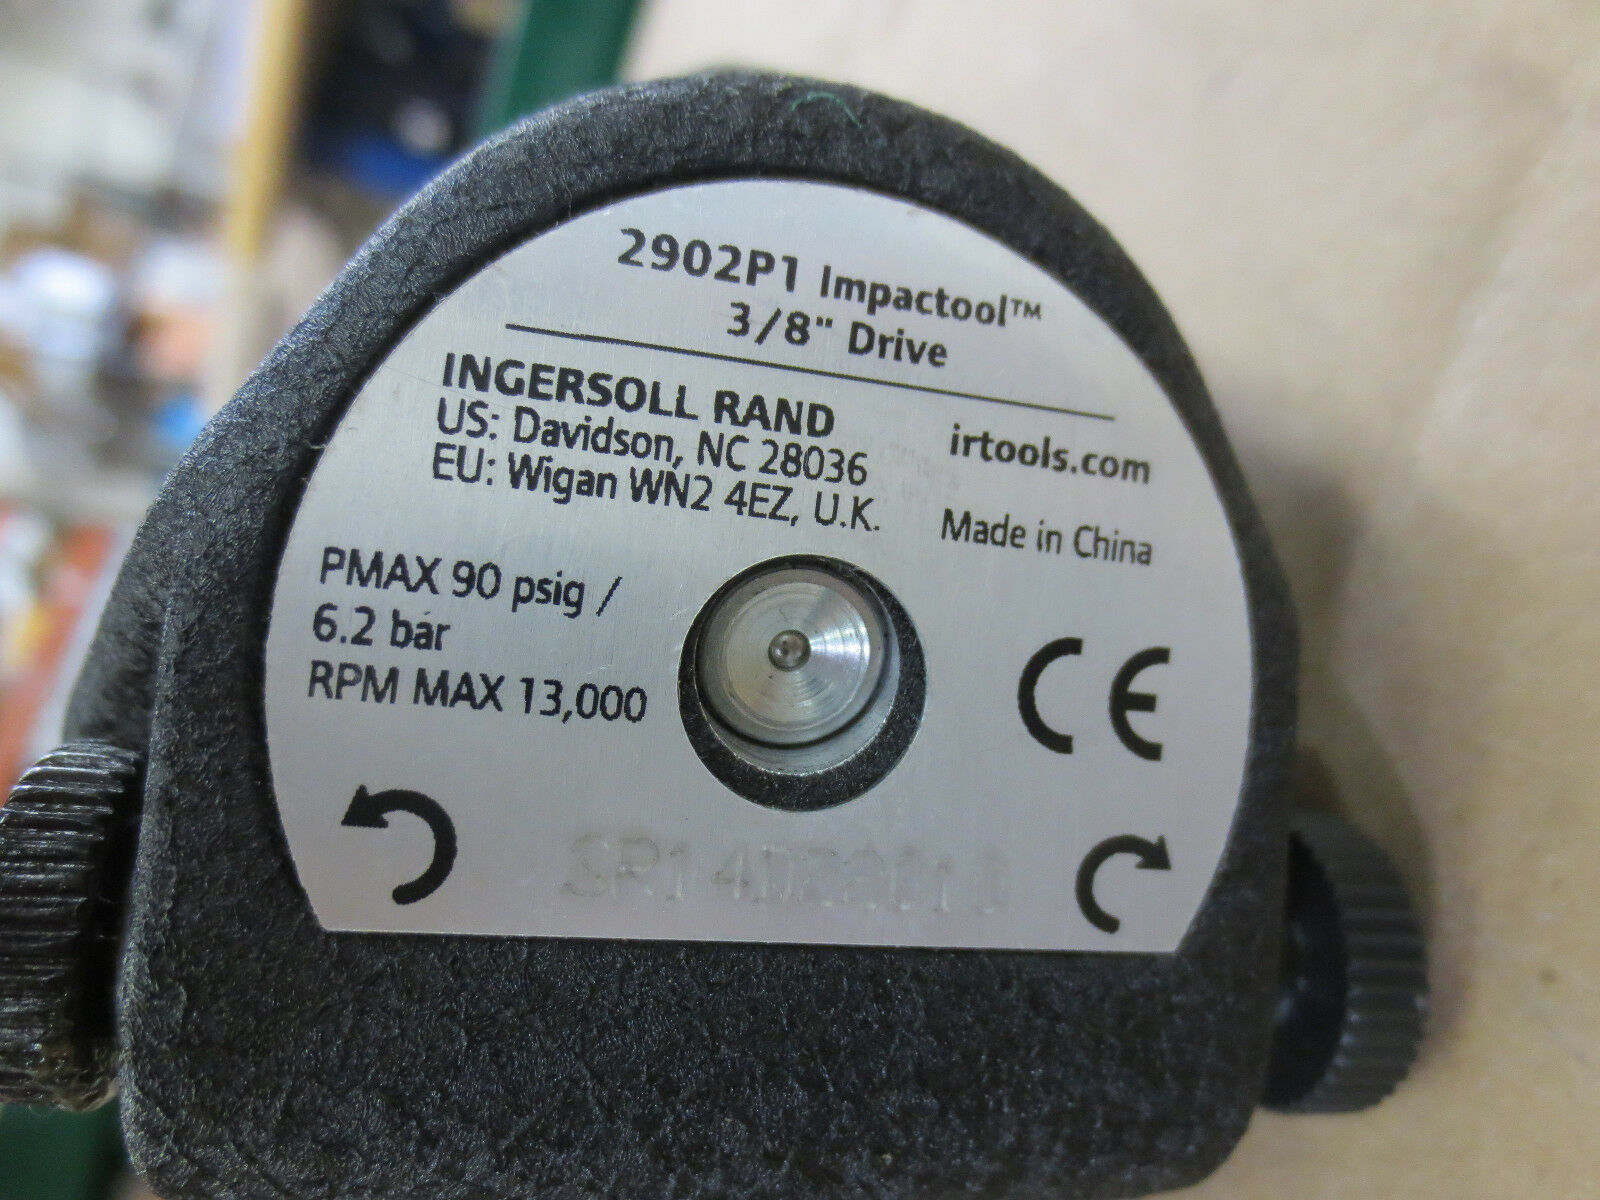 2902P1 Impactool™
3/8" Drive
INGERSOLL RAND
US: Davidson, NC 28036
EU: Wigan WN2 4EZ, U.K.
irtools.com
Made in China
PMAX 90 psig /
6.2 bar
RPM MAX 13,000
CE